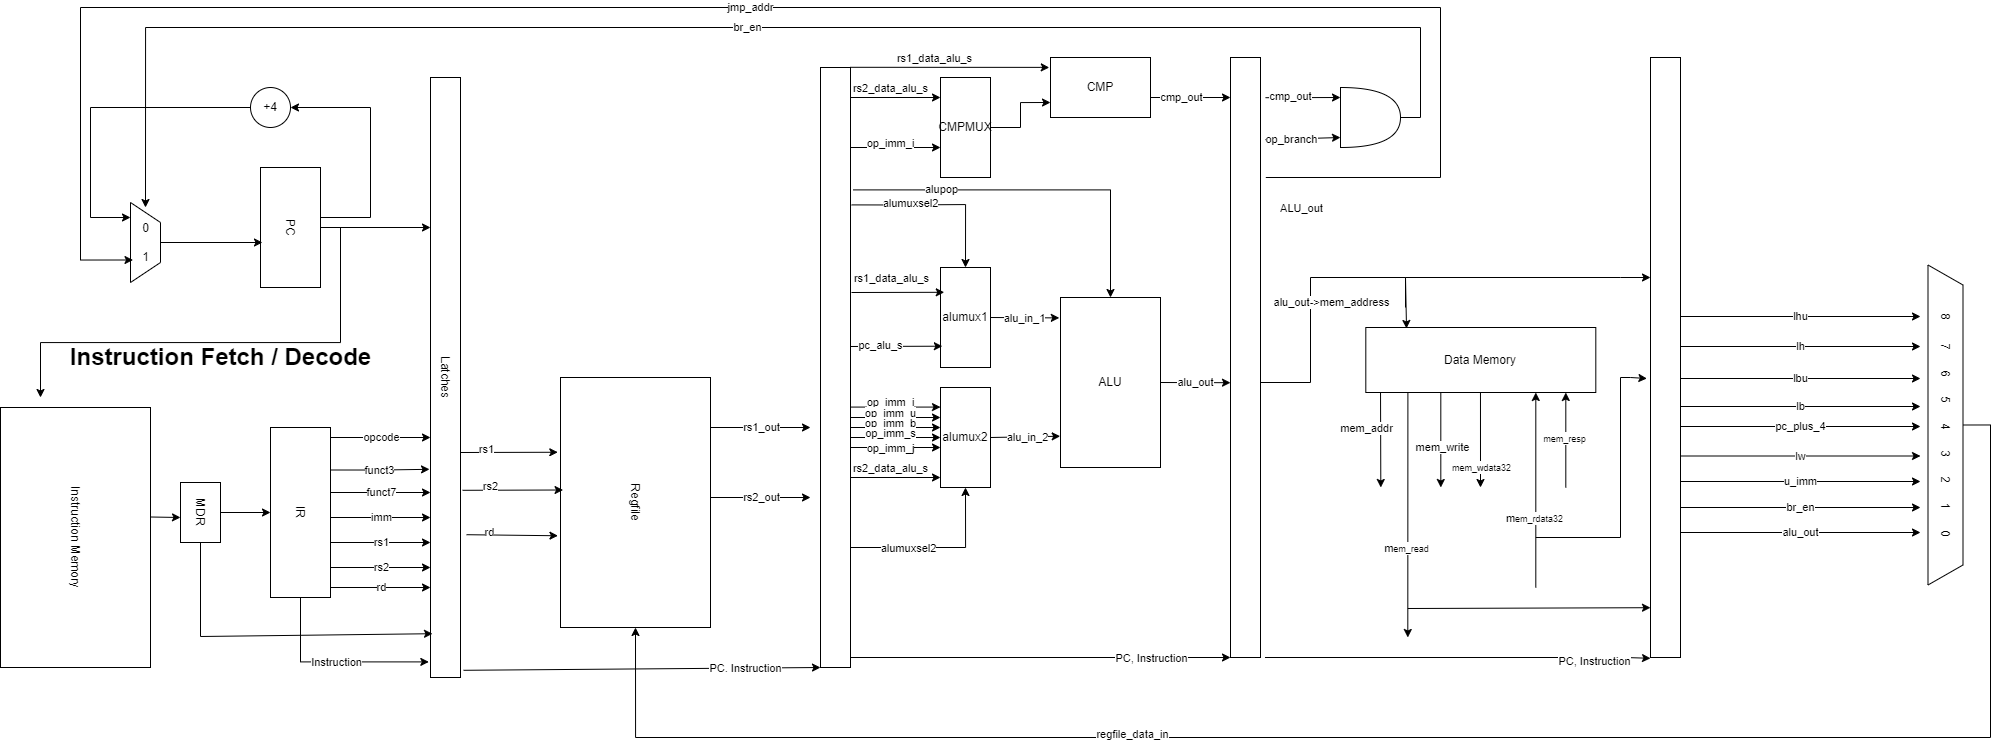 jmp_addr
br_en
+4
0
1
PC
Instruction Fetch / Decode
Instruction Memory
MDR
IR
opcode
funct3
funct7
imm
rs1
rs2
rd
Instruction
Latches
rs1
rs2
rd
PC. Instruction
Regfile
rs1_out
rs2_out
rs1_data_alu_s
rs2_data_alu_s
op_imm_i
CMPMUX
CMP
cmp_out
alupop
alumuxsel2
rs1_data_alu_s
pc_alu_s
alumux1
alu_in_1
op_imm_i
op_imm_u
op_imm_b
op_imm_s
op_imm_j
rs2_data_alu_s
alumux2
alu_in_2
alumuxsel2
ALU
alu_out
PC, Instruction
-cmp_out
op_branch
ALU_out
alu_out->mem_address
Data Memory
mem_addr
mem_write
mem_wdata32
mem_resp
mem_rdata32
mem_read
PC, Instruction
lhu
lh
lbu
lb
pc_plus_4
lw
u_imm
br_en
alu_out
8
7
6
5
4
3
2
1
0
regfile_data_in